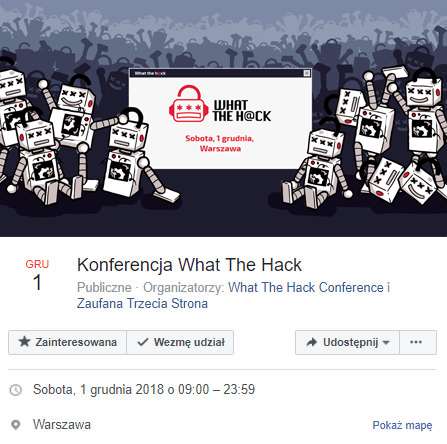 What the h@ck
WHAT
THE H@CK
Sobota, 1 grudnia,
Warszawa
GRU
1
Konferencja What The Hack
Publiczne · Organizatorzy: What The Hack Conference i
Zaufana Trzecia Strona
Zainteresowana
Wezmę udział
Udostępnij
Sobota, 1 grudnia 2018 o 09:00 – 23:59
Warszawa
Pokaż mapę